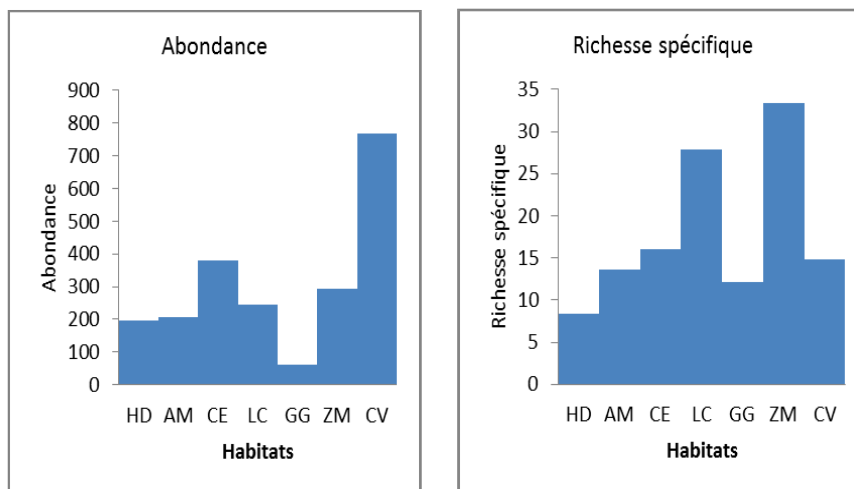 Abondance
900
800
700
600
500
400
300
200
100
0
Abondance
HD AM CE LC GG ZM CV
Habitats
Richesse spécifique
35
30
25
20
15
10
5
0
Richesse spécifique
HD AM CE LC GG ZM CV
Habitats